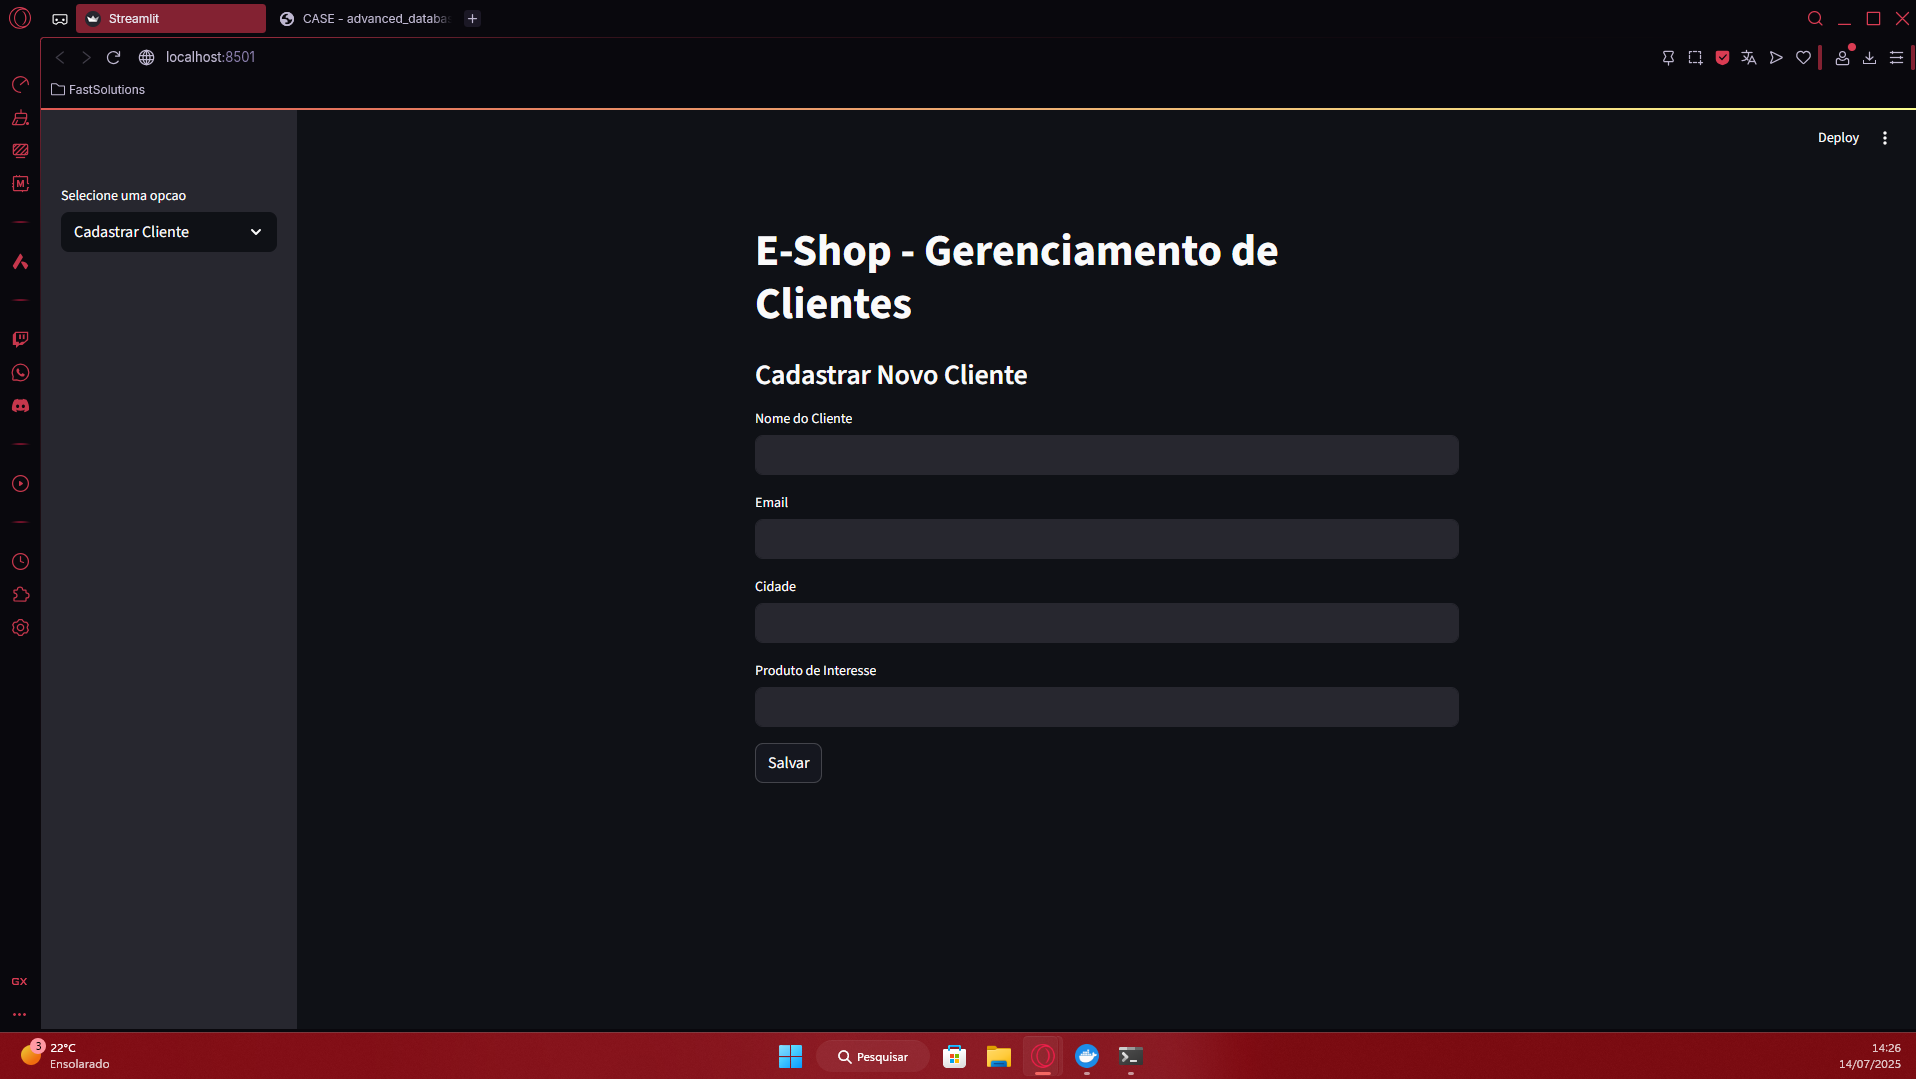 Streamlit
CASE - advanced_databa
localhost:8501
FastSolutions
Deploy
Selecione uma opcao
Cadastrar Cliente
E-Shop - Gerenciamento de
Clientes
Cadastrar Novo Cliente
Nome do Cliente
Email
Cidade
Produto de Interesse
Salvar
M
GX
3
22°C
Ensolarado
Pesquisar
14:26
14/07/2025